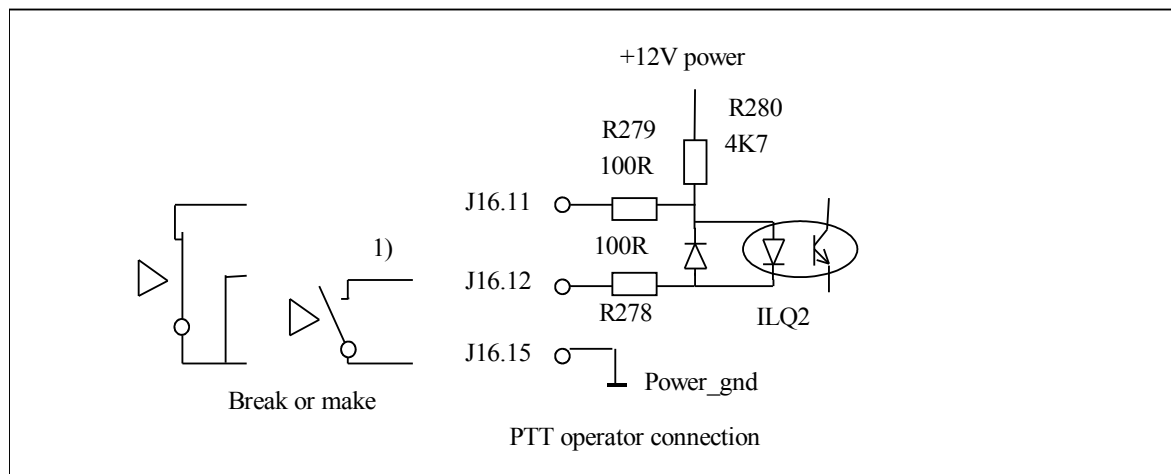 +12V power
R280
4K7
R279
100R
J16.11
1)
100R
J16.12
R278
ILQ2
J16.15
Power_gnd
Break or make
PTT operator connection